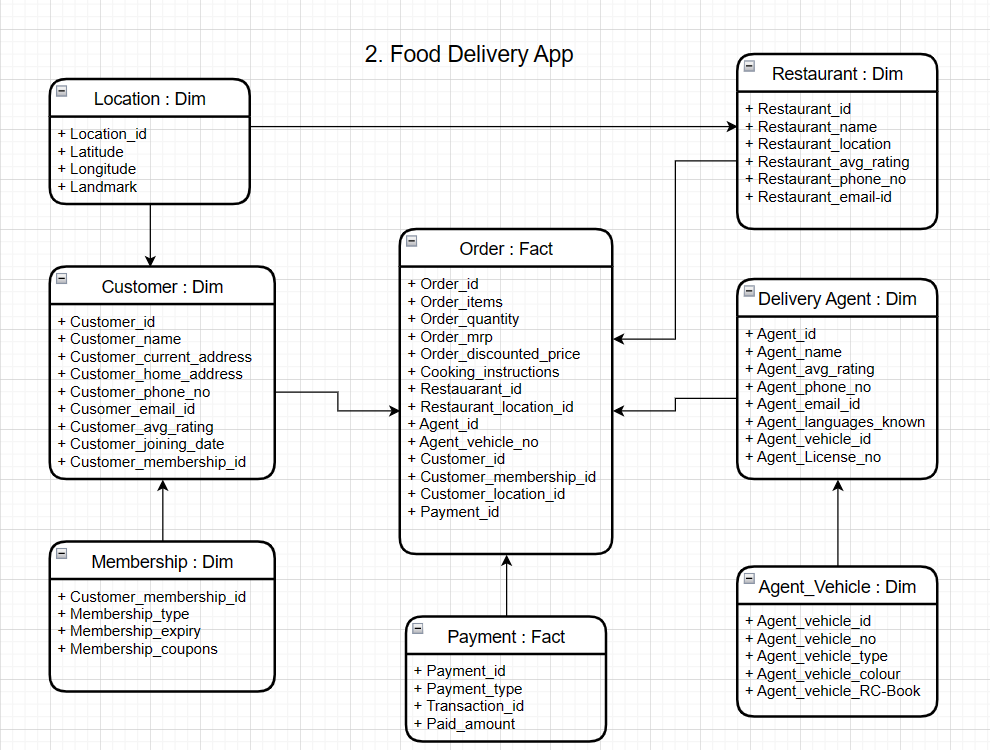 2. Food Delivery App
Location : Dim
+ Location_id
+ Latitude
+ Longitude
+ Landmark
Restaurant : Dim
+ Restaurant_id
+ Restaurant_name
+ Restaurant_location
+ Restaurant_avg_rating
+ Restaurant_phone_no
+ Restaurant_email-id
Customer : Dim
+ Customer_id
+ Customer_name
+ Customer_current_address
+ Customer_home_address
+ Customer_phone_no
+ Cusomer_email_id
+ Customer_avg_rating
+ Customer_joining_date
+ Customer_membership_id
Order : Fact
+ Order_id
+ Order_items
+ Order_quantity
+ Order_mrp
+ Order_discounted_price
+ Cooking_instructions
+ Restauarant_id
+ Restaurant_location_id
+ Agent_id
+ Agent_vehicle_no
+ Customer_id
+ Customer_membership_id
+ Customer_location_id
+ Payment_id
Delivery Agent : Dim
+ Agent_id
+ Agent_name
+ Agent_avg_rating
+ Agent_phone_no
+ Agent_email_id
+ Agent_languages_known
+ Agent_vehicle_id
+ Agent_License_no
Membership : Dim
+ Customer_membership_id
+ Membership_type
+ Membership_expiry
+ Membership_coupons
Payment : Fact
+ Payment_id
+ Payment_type
+ Transaction_id
+ Paid_amount
Agent_Vehicle : Dim
+ Agent_vehicle_id
+ Agent_vehicle_no
+ Agent_vehicle_type
+ Agent_vehicle_colour
+ Agent_vehicle_RC-Book